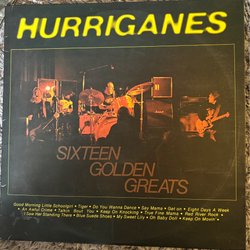 HURRIGANES
SIXTEEN
GOLDEN
GREATS
Good Morning Little Schoolgirl • Tiger • Do You Wanna Dance • Say Mama • Get on • Eight Days A Week
• An Awful Crime • Talkin' Bout You • Keep On Knocking • True Fine Mama • Red River Rock •
I Saw Her Standing There • Blue Suede Shoes • My Sweet Lily • Oh Baby Doll • Keep On Movin' •